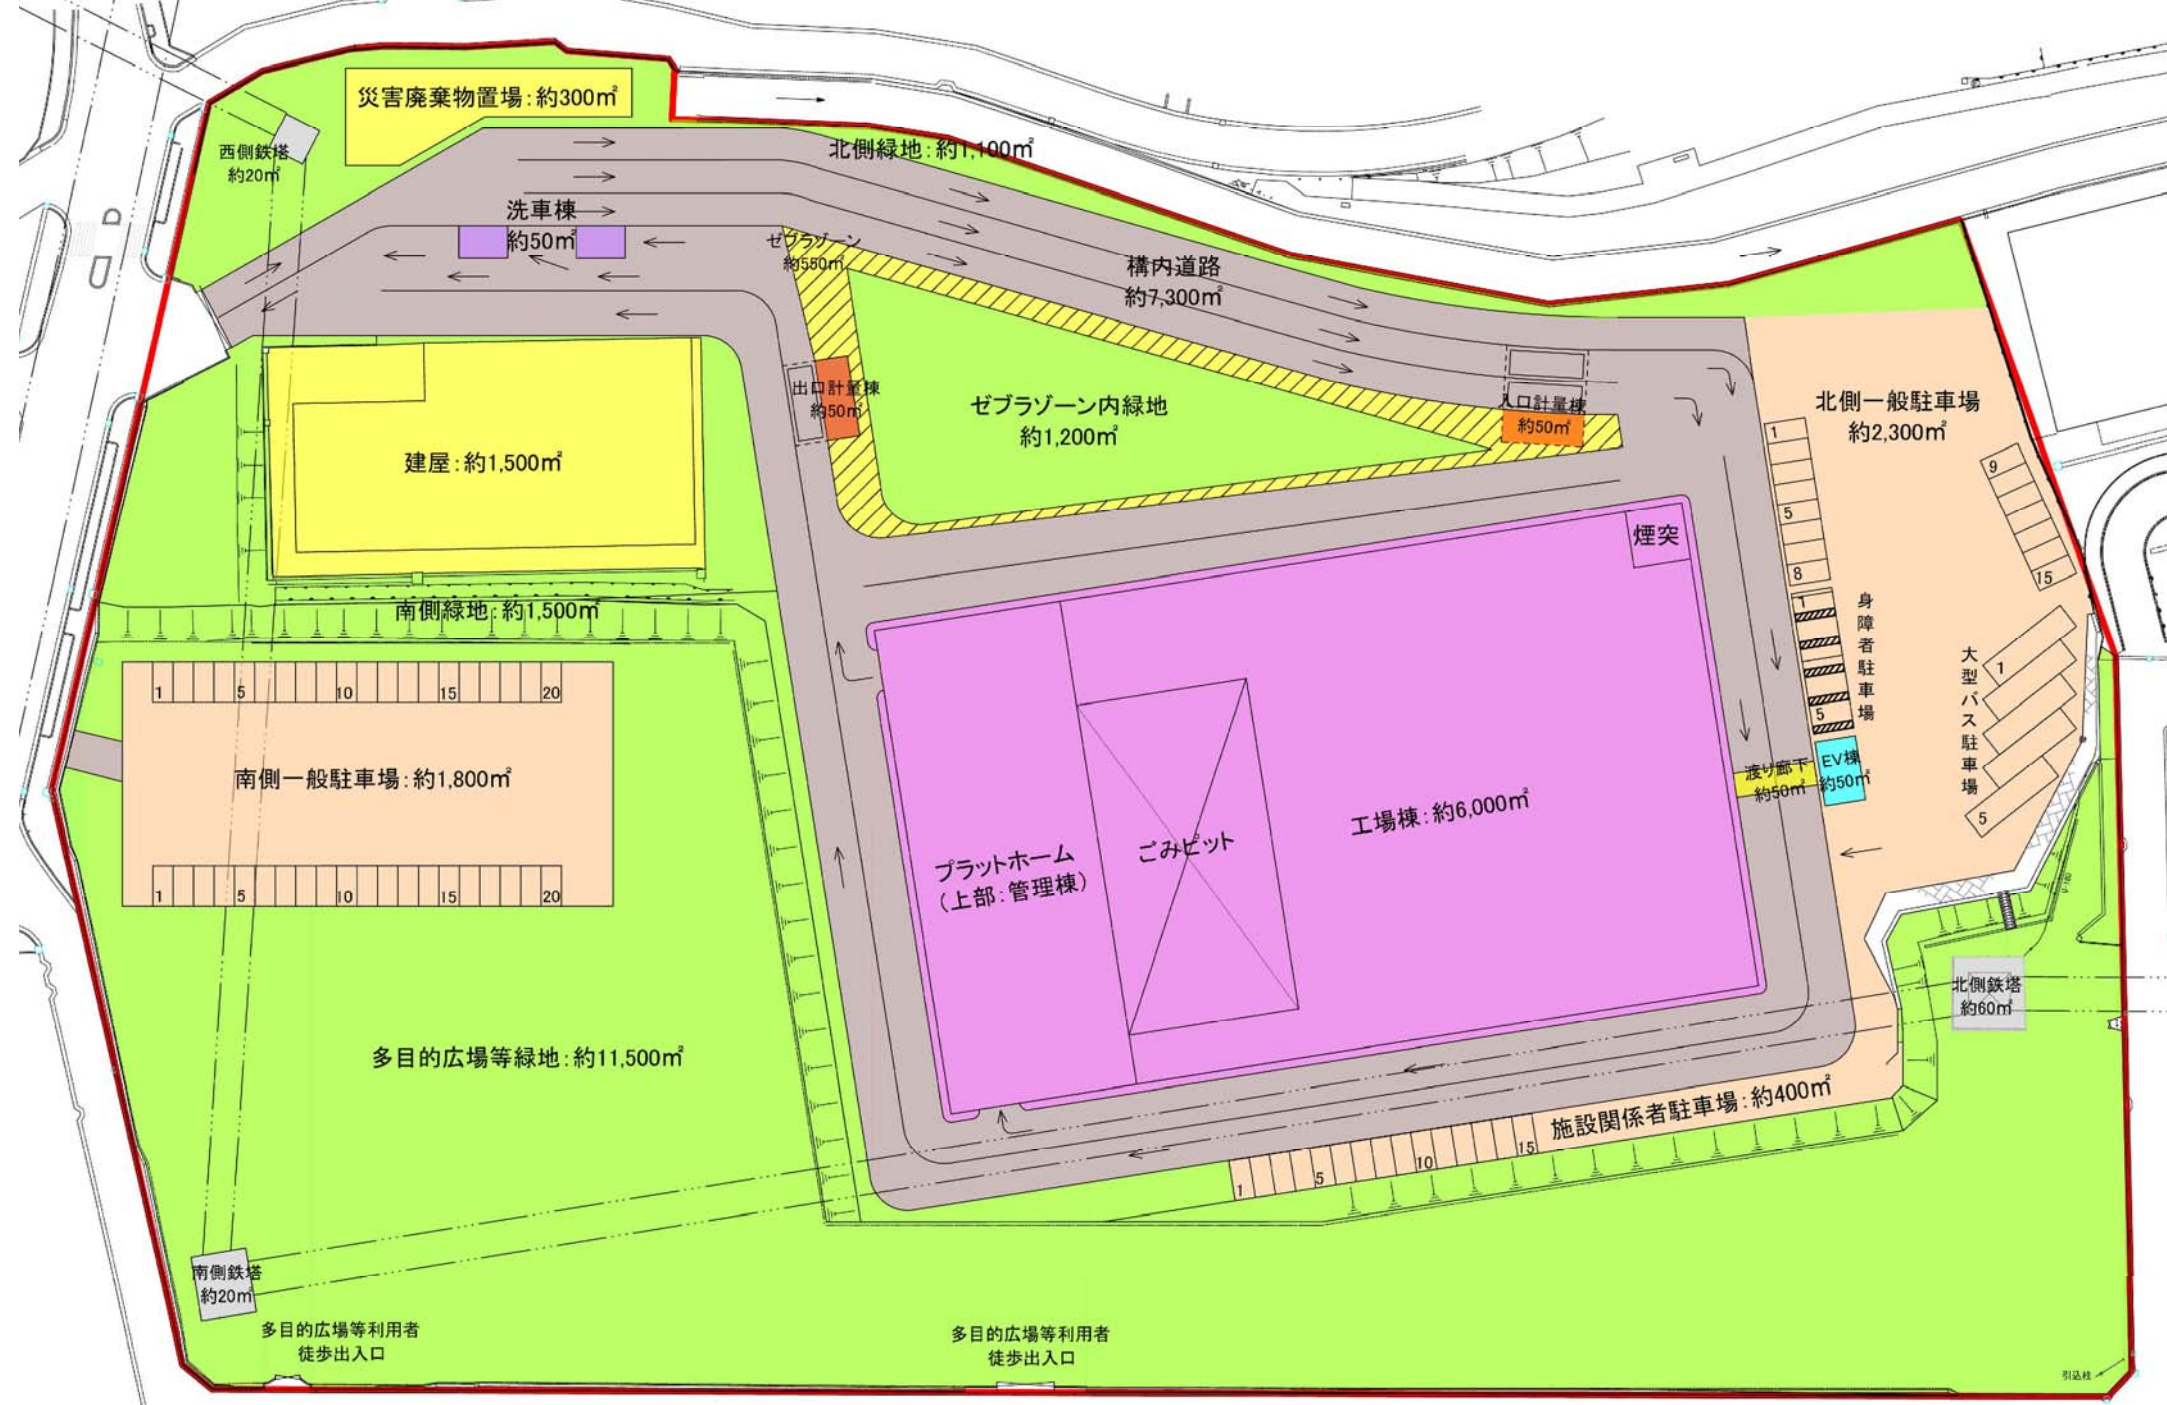 災害廃棄物置場：約300㎡
西側鉄塔
約20㎡
北側緑地：約1,100㎡
洗車棟
約50㎡
ゼブラゾーン
約550㎡
構内道路
約7,300㎡
出口計量棟
約50㎡
ゼブラゾーン内緑地
約1,200㎡
入口計量棟
約50㎡
北側一般駐車場
約2,300㎡
1
5
8
9
15
建屋：約1,500㎡
煙突
南側緑地：約1,500㎡
身障者駐車場
1
5
大型バス駐車場
1
5
1
5
10
15
20
南側一般駐車場：約1,800㎡
1
5
10
15
20
渡り廊下
約50㎡
EV棟
約50㎡
工場棟：約6,000㎡
ごみピット
プラットホーム
（上部：管理棟）
北側鉄塔
約60㎡
多目的広場等緑地：約11,500㎡
施設関係者駐車場：約400㎡
1
5
10
15
南側鉄塔
約20㎡
多目的広場等利用者
徒歩出入口
多目的広場等利用者
徒歩出入口
引込柱